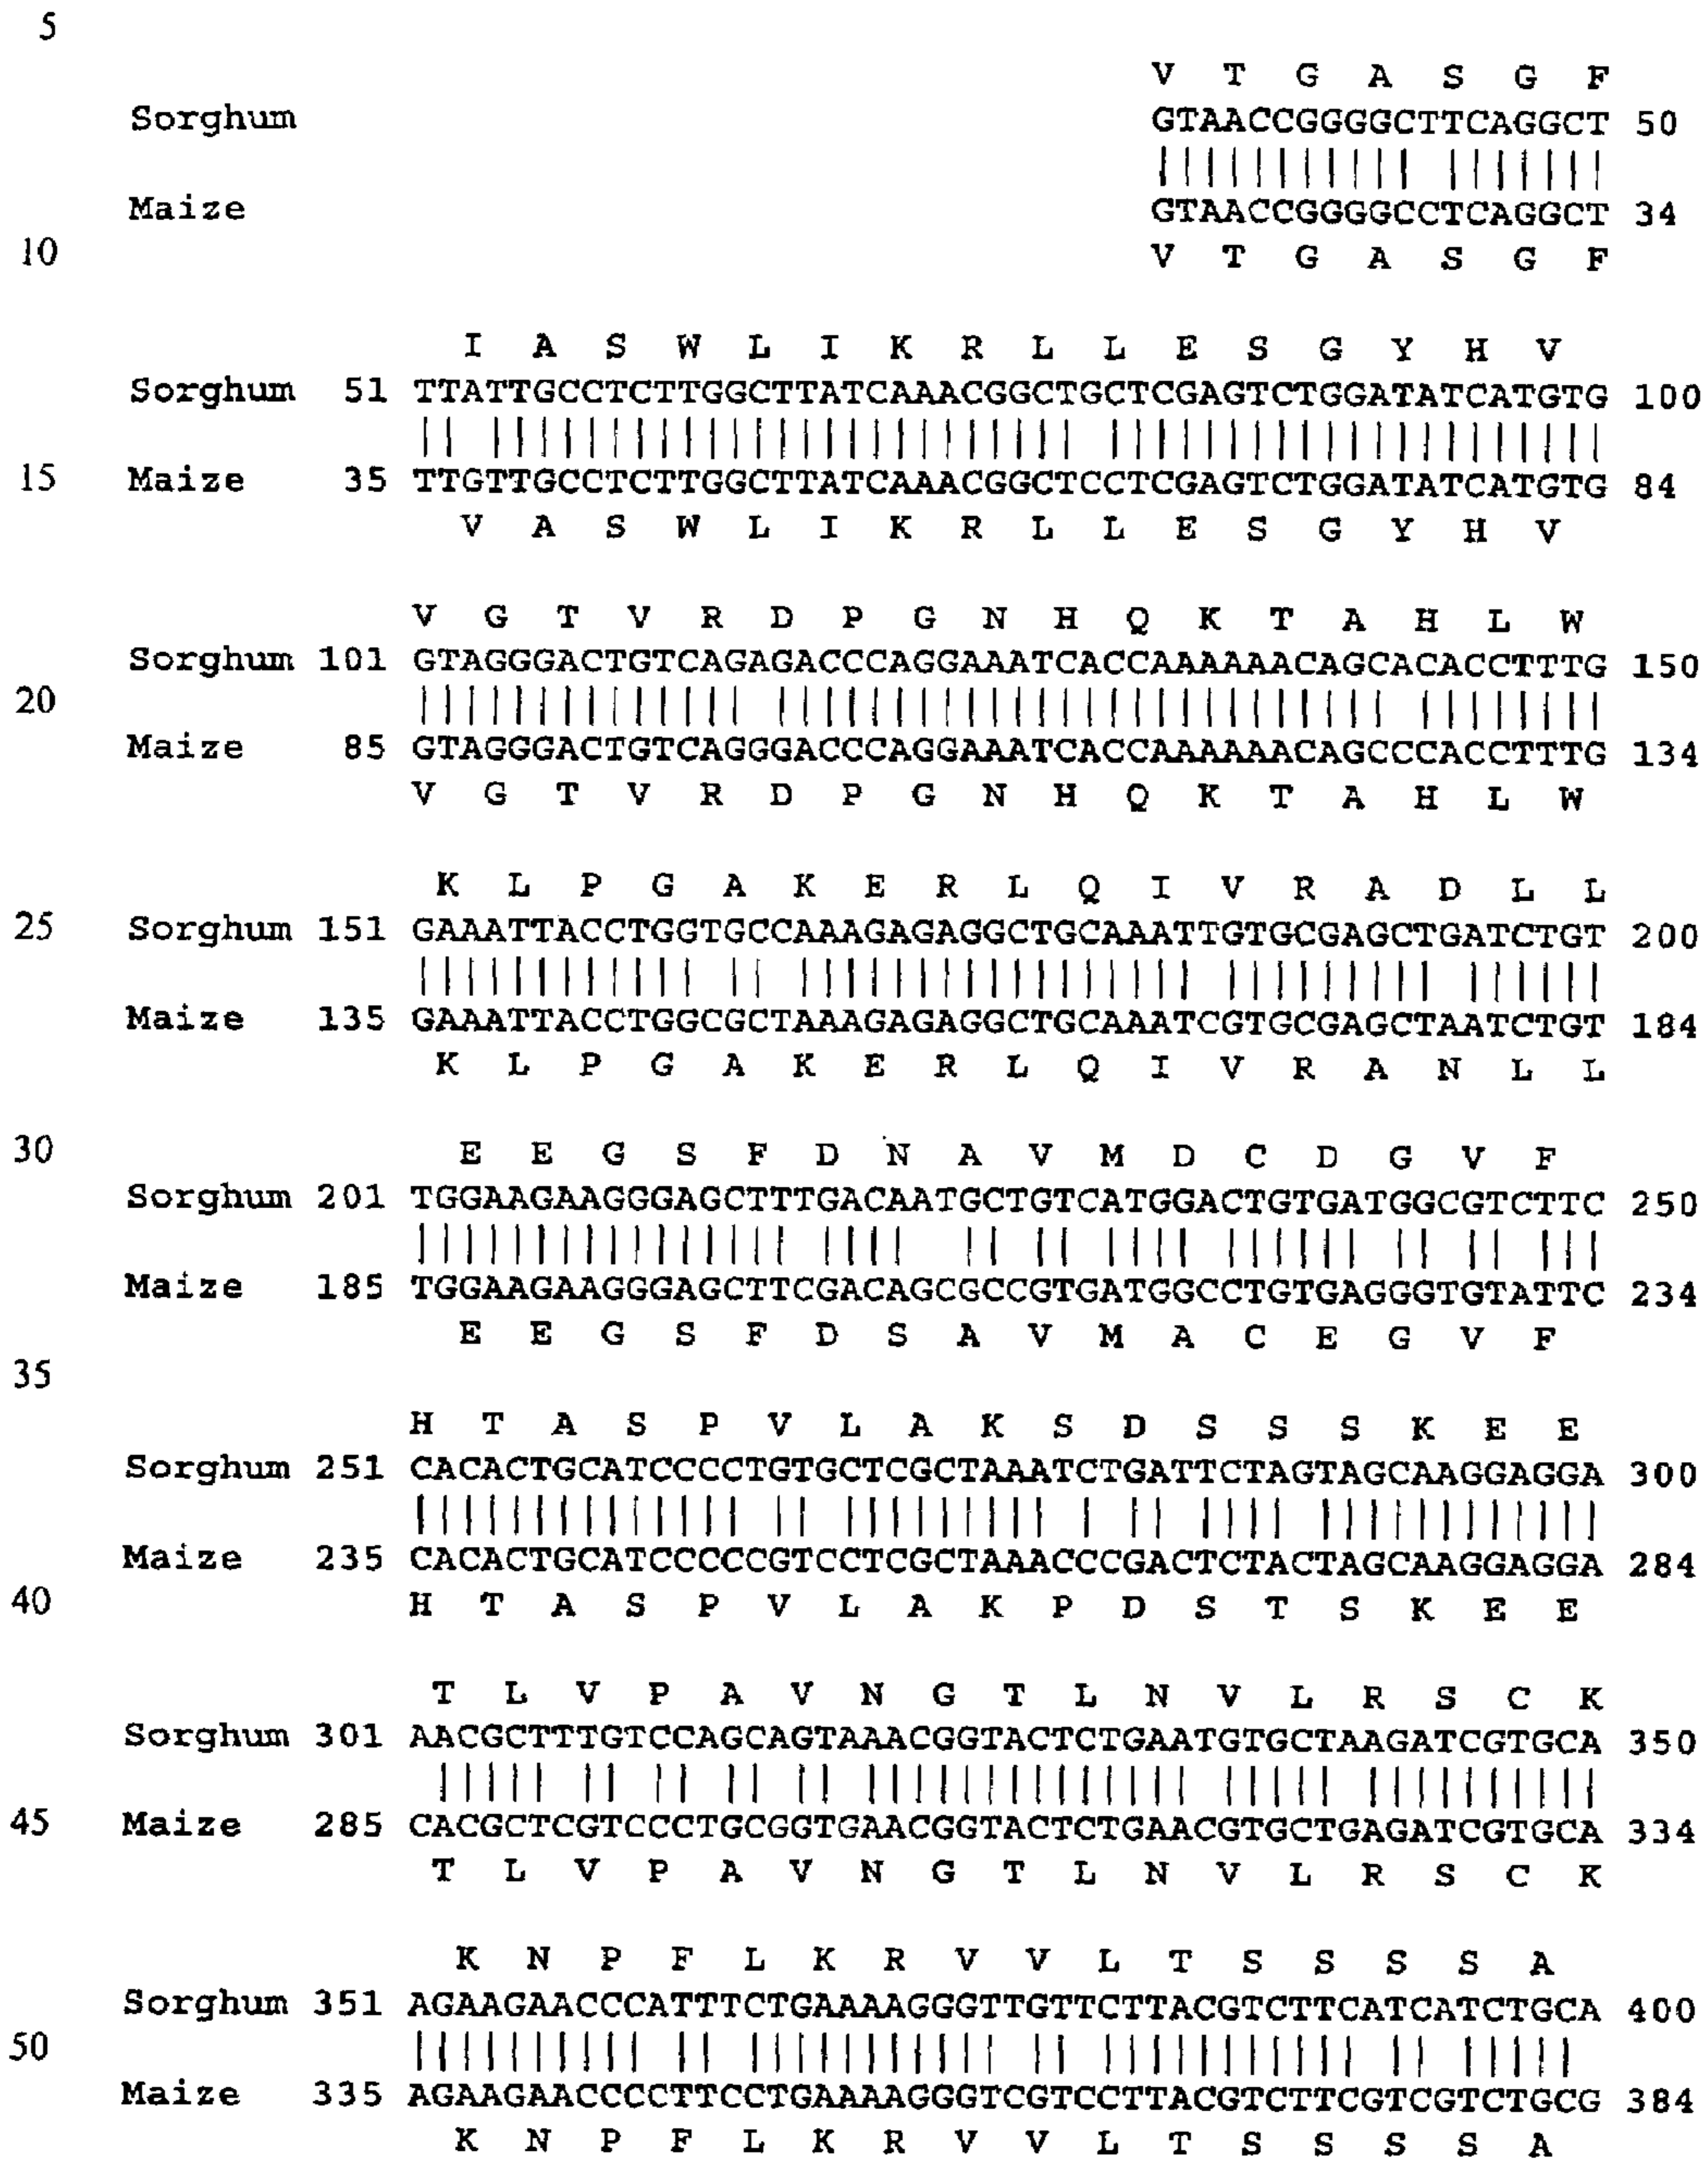 5
V T G A S G F
Sorghum GTAACCGGGGCTTCAGGCT 50
Maize GTAACCGGGGCCTCAGGCT 34
10
V T G A S G F
I A S W L I K R L L E S G Y H V
Sorghum 51 TTATTGCCTCTTGGCTTATCAAACGGCTGCTCGAGTCTGGATATCATGTG 100
15 Maize 35 TTGTTGCCTCTTGGCTTATCAAACGGCTCCTCGAGTCTGGATATCATGTG 84
V A S W L I K R L L E S G Y H V
V G T V R D P G N H Q K T A H L W
Sorghum 101 GTAGGGACTGTCAGAGACCCAGGAAATCACCAAAAAACAGCACACCTTTG 150
20
Maize 85 GTAGGGACTGTCAGGGACCCAGGAAATCACCAAAAAACAGCCCACCTTTG 134
V G T V R D P G N H Q K T A H L W
K L P G A K E R L Q I V R A D L L
25 Sorghum 151 GAAATTACCTGGTGCCAAAGAGAGGCTGCAAATTGTGCGAGCTGATCTGT 200
Maize 135 GAAATTACCTGGCGCTAAAGAGAGGCTGCAAATCGTGCGAGCTAATCTGT 184
K L P G A K E R L Q I V R A N L L
30 E E G S F D N A V M D C D G V F
Sorghum 201 TGGAAGAAGGGAGCTTTGACAATGCTGTCATGGACTGTGATGGCGTCTTC 250
Maize 185 TGGAAGAAGGGAGCTTCGACAGCGCCGTGATGGCCTGTGAGGGTGTATTC 234
E E G S F D S A V M A C E G V F
35
H T A S P V L A K S D S S S K E E
Sorghum 251 CACACTGCATCCCCTGTGCTCGCTAAATCTGATTCTAGTAGCAAGGAGGA 300
Maize 235 CACACTGCATCCCCCGTCCTCGCTAAACCCGACTCTACTAGCAAGGAGGA 284
40 H T A S P V L A K P D S T S K E E
T L V P A V N G T L N V L R S C K
Sorghum 301 AACGCTTTGTCCAGCAGTAAACGGTACTCTGAATGTGCTAAGATCGTGCA 350
45 Maize 285 CACGCTCGTCCCTGCGGTGAACGGTACTCTGAACGTGCTGAGATCGTGCA 334
T L V P A V N G T L N V L R S C K
K N P F L K R V V L T S S S S A
Sorghum 351 AGAAGAACCCATTTCTGAAAAGGGTTGTTCTTACGTCTTCATCATCTGCA 400
50
Maize 335 AGAAGAACCCCTTCCTGAAAAGGGTCGTCCTTACGTCTTCGTCGTCTGCG 384
K N P F L K R V V L T S S S S A